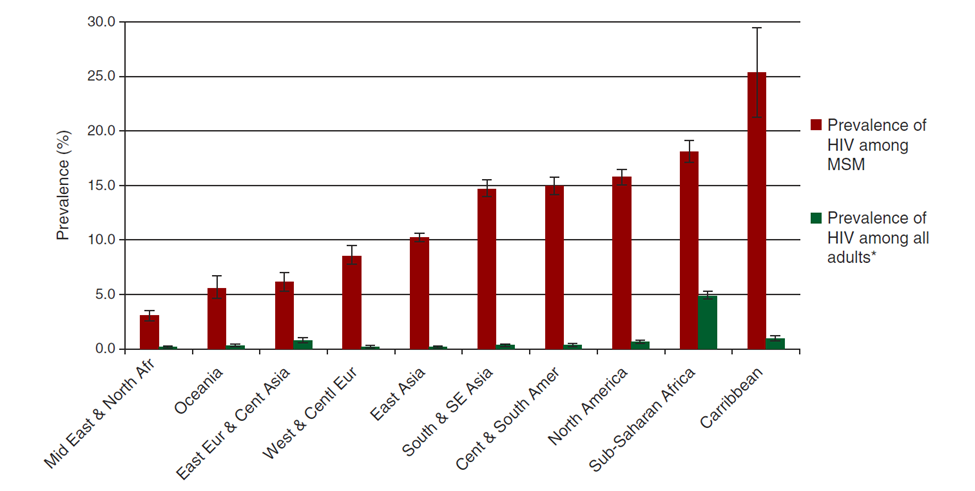 30.0
25.0
20.0
15.0
10.0
5.0
0.0
Prevalence (%)
Mid East & North Afr
Oceania
East Eur & Cent Asia
West & Centl Eur
East Asia
South & SE Asia
Cent & South Amer
North America
Sub-Saharan Africa
Carribbean
Prevalence of
HIV among
MSM
Prevalence of
HIV among all
adults*